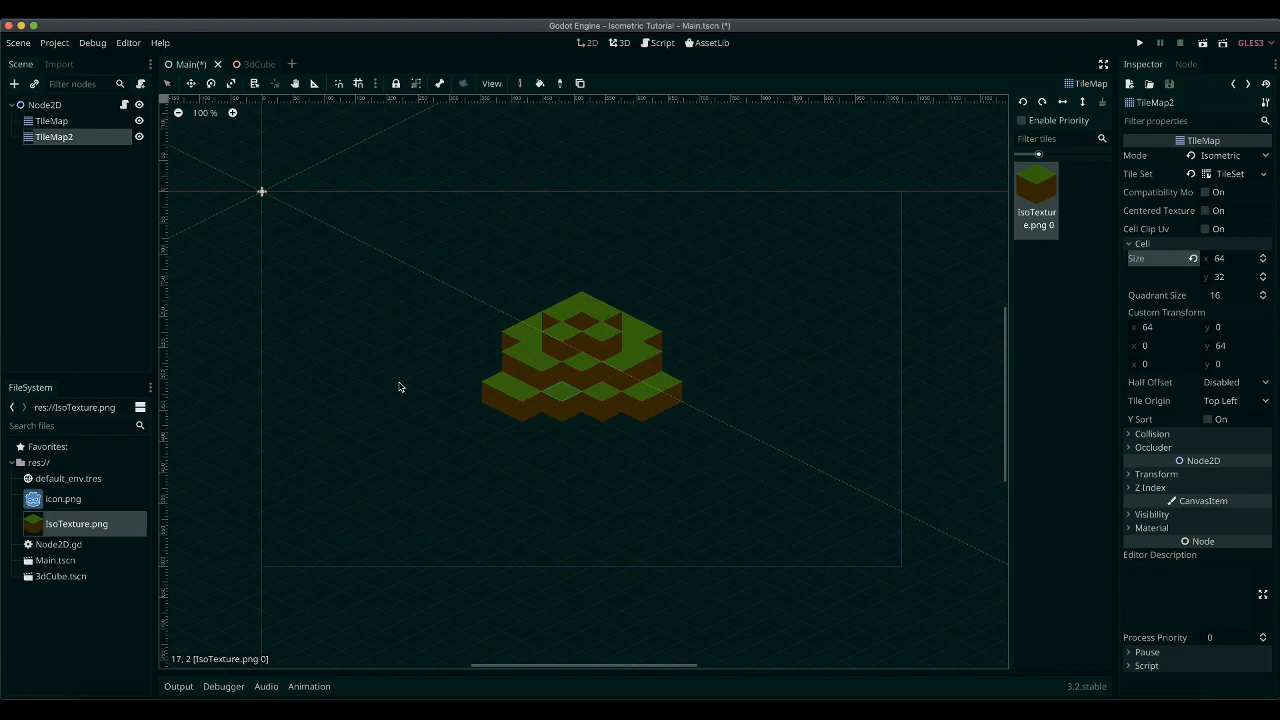 Godot Engine - Isometric Tutorial - Main.tscn (*)
Scene Project Debug Editor Help
2D 3D Script AssetLib
GLES3
Scene Import
Main(*) 3dCube
Inspector Node
Filter nodes
View
TileMap
Node2D
TileMap
TileMap2
100 %
Enable Priority
Filter tiles
IsoTextur
e.png 0
TileMap2
Filter properties
TileMap
Mode Isometric
Tile Set TileSet
Compatibility Mo On
Centered Texture On
Cell Clip Uv On
Cell
Size x 64
y 32
Quadrant Size 16
Custom Transform
x 64 y 0
x 0 y 64
x 0 y 0
Half Offset Disabled
Tile Origin Top Left
Y Sort On
Collision
Occluder
Node2D
Transform
Z Index
CanvasItem
Visibility
Material
Node
Editor Description
Process Priority 0
Pause
Script
FileSystem
res://IsoTexture.png
Search files
Favorites:
res://
default_env.tres
icon.png
IsoTexture.png
Node2D.gd
Main.tscn
3dCube.tscn
17, 2 [IsoTexture.png 0]
Output Debugger Audio Animation
3.2.stable